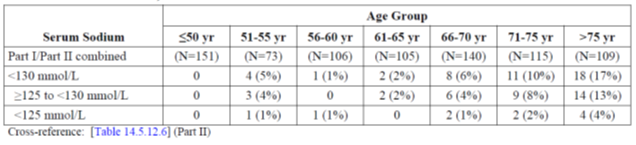 Age Group
Serum Sodium ≤50 yr 51-55 yr 56-60 yr 61-65 yr 66-70 yr 71-75 yr >75 yr
Part I/Part II combined (N=151) (N=73) (N=106) (N=105) (N=140) (N=115) (N=109)
<130 mmol/L 0 4 (5%) 1 (1%) 2 (2%) 8 (6%) 11 (10%) 18 (17%)
≥125 to <130 mmol/L 0 3 (4%) 0 2 (2%) 6 (4%) 9 (8%) 14 (13%)
<125 mmol/L 0 1 (1%) 1 (1%) 0 2 (1%) 2 (2%) 4 (4%)
Cross-reference: [Table 14.5.12.6] (Part II)